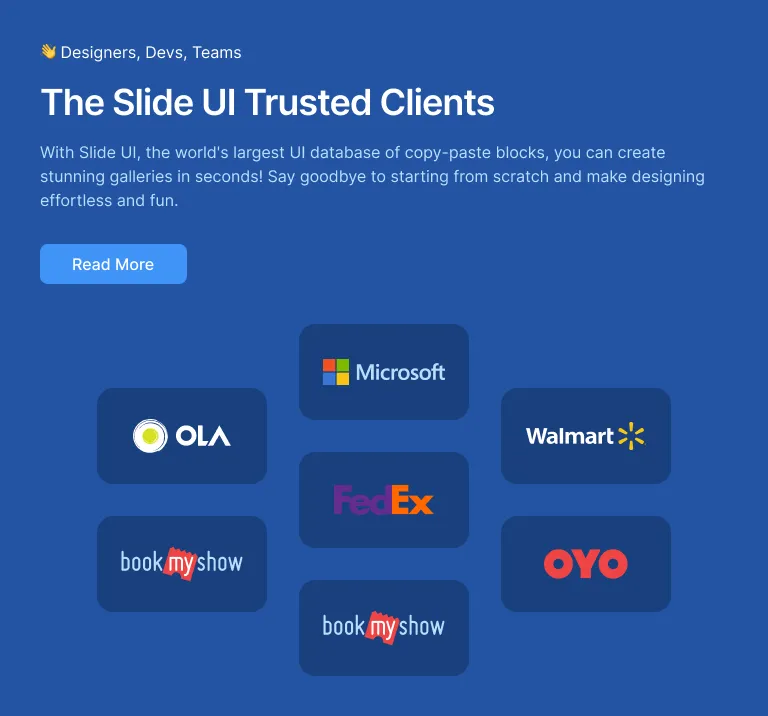 👋 Designers, Devs, Teams
The Slide UI Trusted Clients
With Slide UI, the world's largest UI database of copy-paste blocks, you can create
stunning galleries in seconds! Say goodbye to starting from scratch and make designing
effortless and fun.
Read More
Microsoft
OLA
Walmart
FedEx
bookmyshow
OYO
bookmyshow